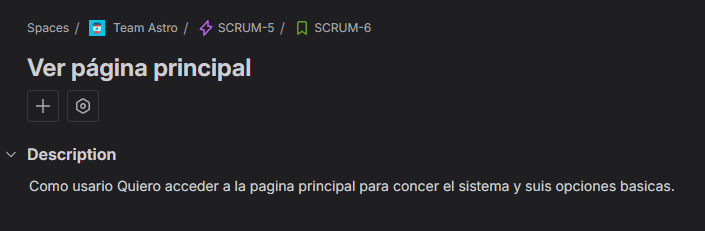 Spaces / Team Astro / SCRUM-5 / SCRUM-6
Ver página principal
Description
Como usario Quiero acceder a la pagina principal para concer el sistema y suis opciones basicas.